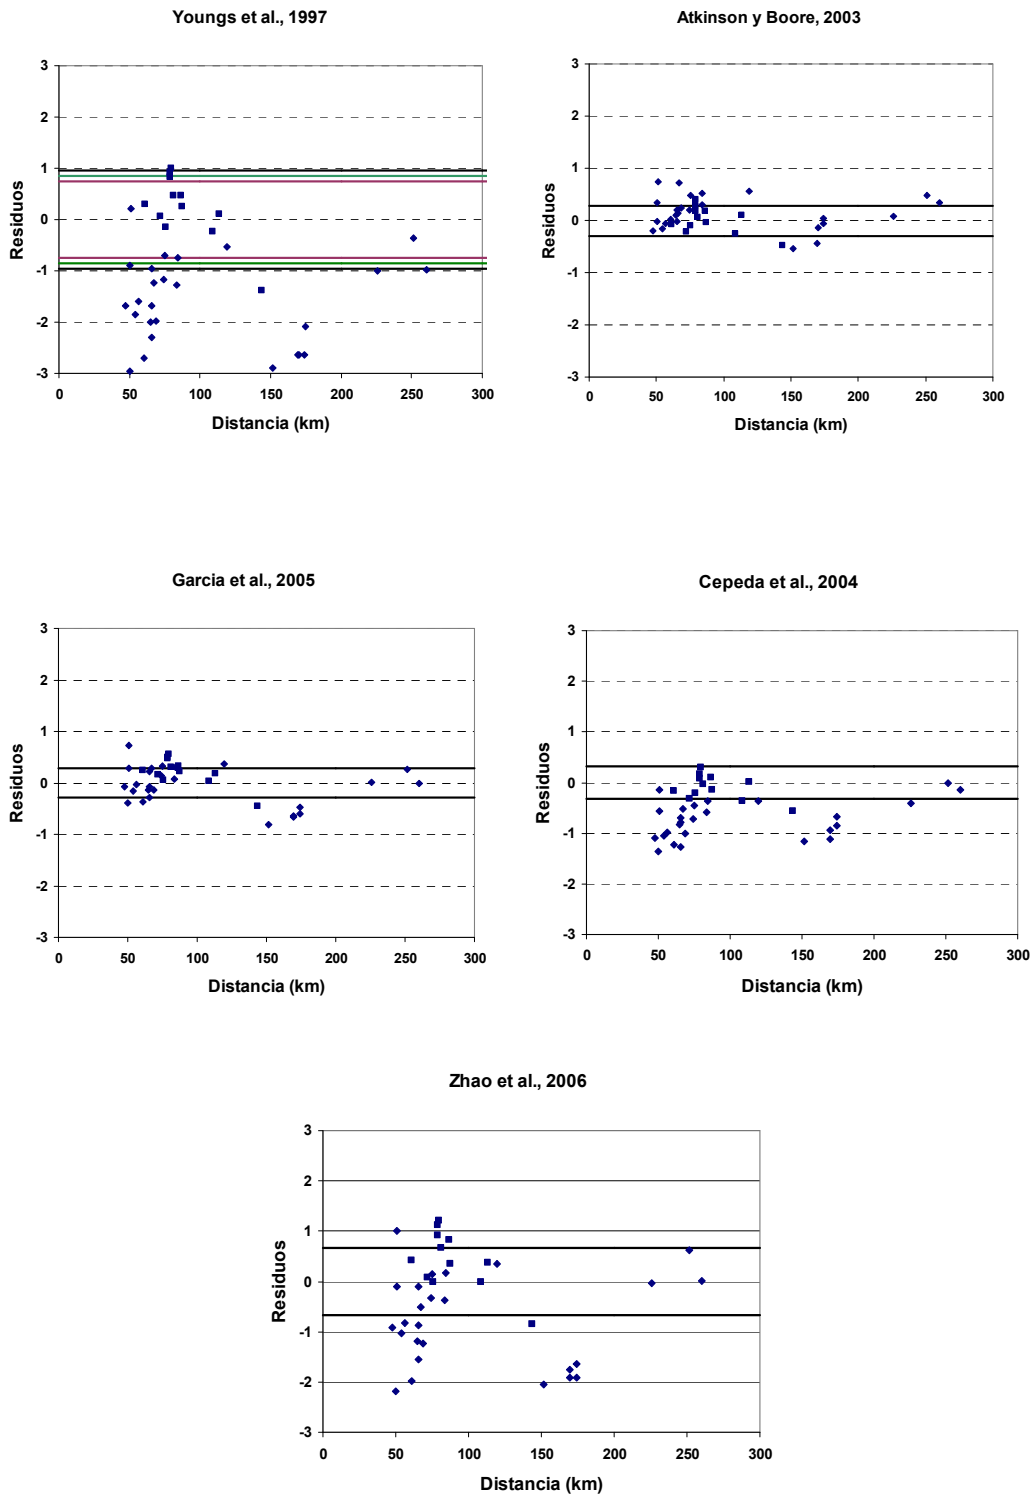 Youngs et al., 1997
3
2
1
0
-1
-2
-3
Residuos
0 50 100 150 200 250 300
Distancia (km)
Atkinson y Boore, 2003
3
2
1
0
-1
-2
-3
Residuos
0 50 100 150 200 250 300
Distancia (km)
Garcia et al., 2005
3
2
1
0
-1
-2
-3
Residuos
0 50 100 150 200 250 300
Distancia (km)
Cepeda et al., 2004
3
2
1
0
-1
-2
-3
Residuos
0 50 100 150 200 250 300
Distancia (km)
Zhao et al., 2006
3
2
1
0
-1
-2
-3
Residuos
0 50 100 150 200 250 300
Distancia (km)